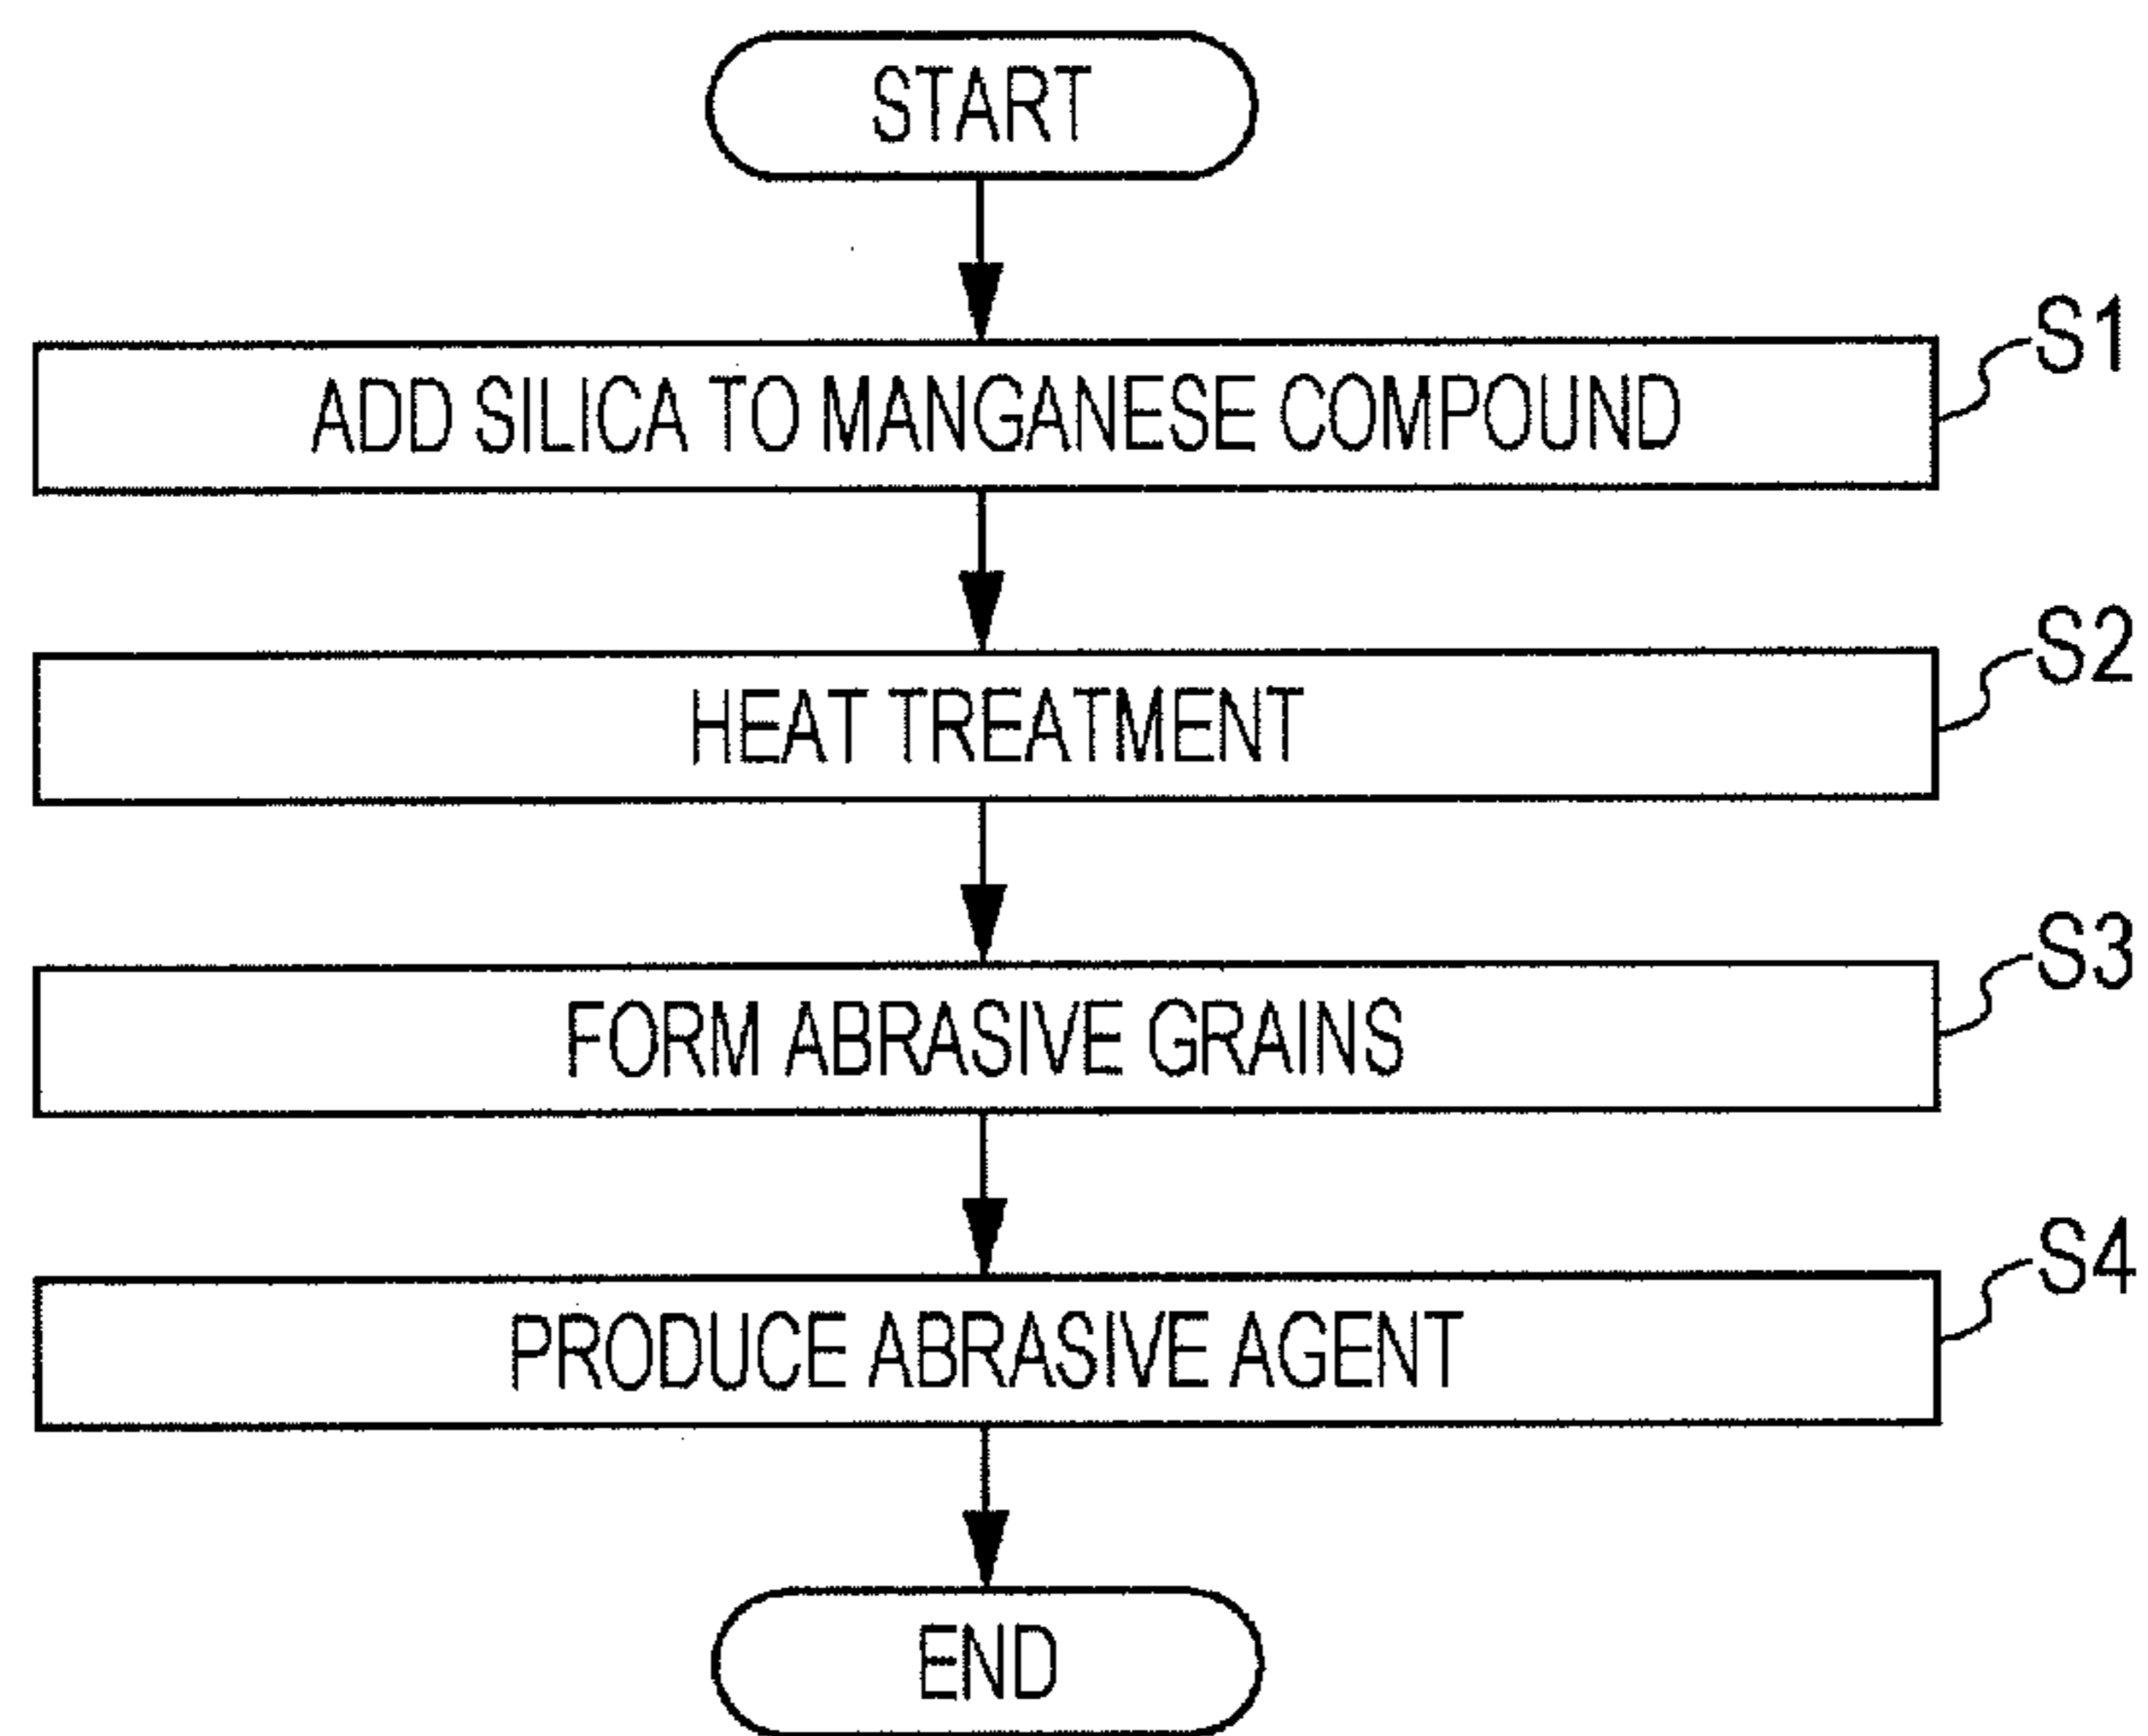 START
S1
ADD SILICA TO MANGANESE COMPOUND
S2
HEAT TREATMENT
S3
FORM ABRASIVE GRAINS
S4
PRODUCE ABRASIVE AGENT
END